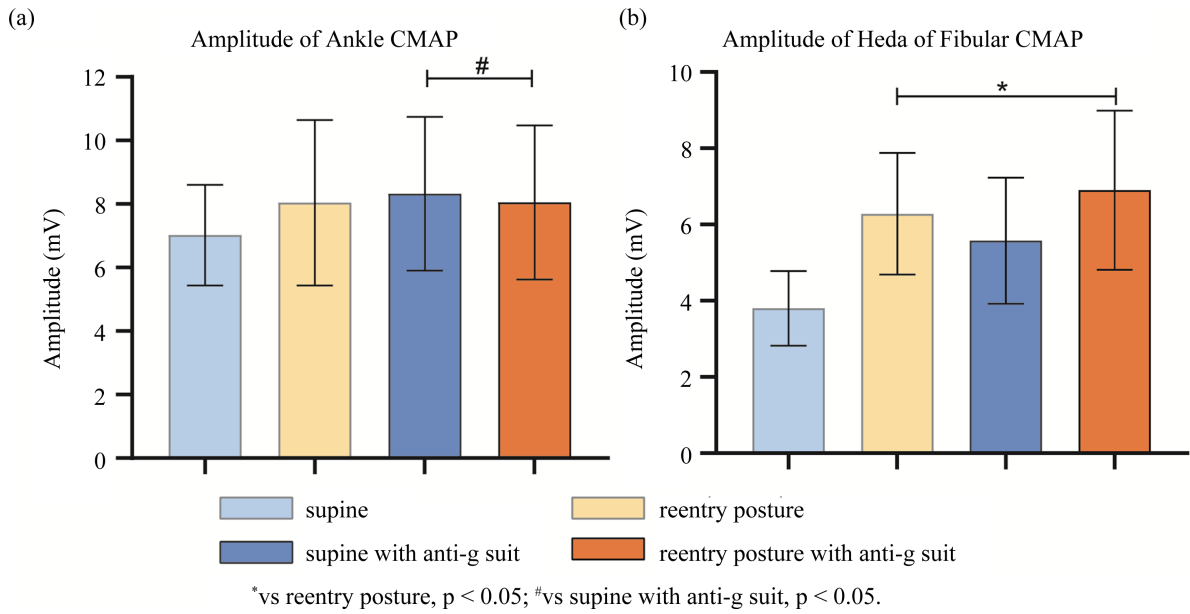 (a)
Amplitude of Ankle CMAP
#
12
10
8
6
4
2
0
Amplitude (mV)
(b)
Amplitude of Heda of Fibular CMAP
*
10
8
6
4
2
0
Amplitude (mV)
supine
reentry posture
supine with anti-g suit
reentry posture with anti-g suit
*vs reentry posture, p < 0.05; #vs supine with anti-g suit, p < 0.05.